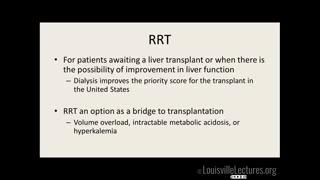 RRT
• For patients awaiting a liver transplant or when there is
the possibility of improvement in liver function
– Dialysis improves the priority score for the transplant in
the United States
• RRT an option as a bridge to transplantation
– Volume overload, intractable metabolic acidosis, or
hyperkalemia
LouisvilleLectures.org